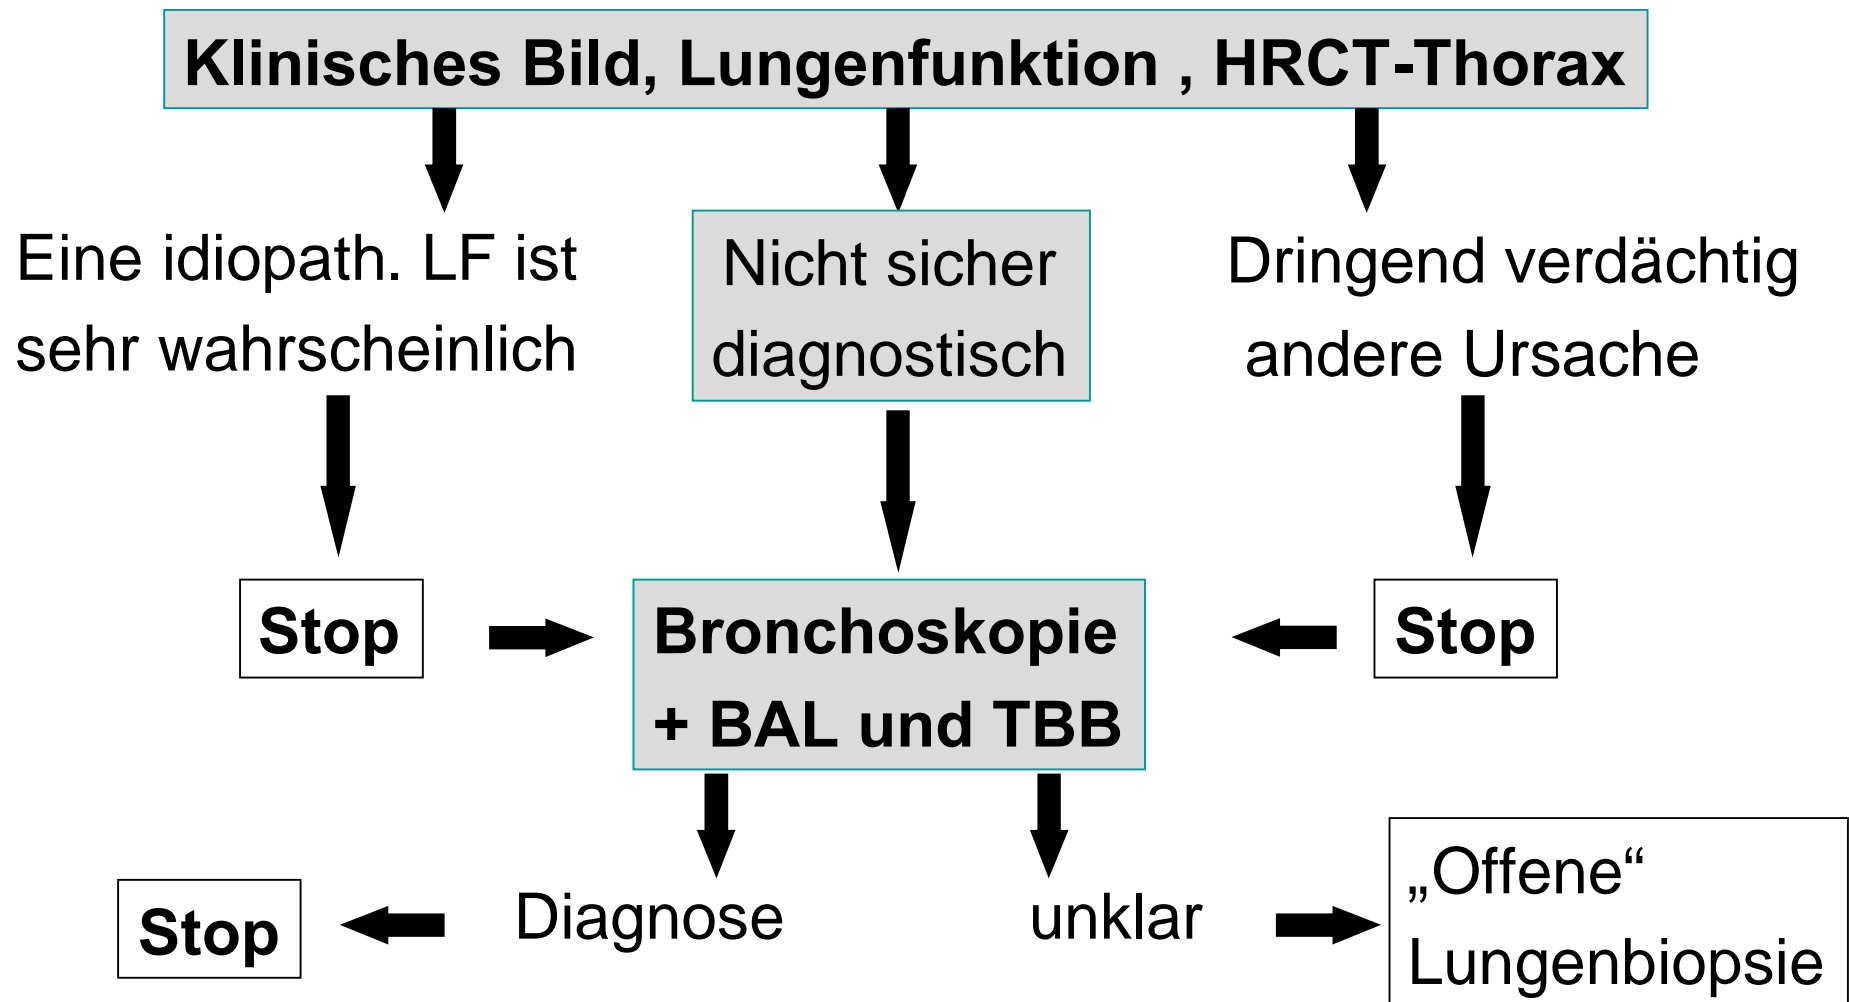 Klinisches Bild, Lungenfunktion , HRCT-Thorax
Eine idiopath. LF ist
sehr wahrscheinlich
Nicht sicher
diagnostisch
Dringend verdächtig
andere Ursache
Stop
Bronchoskopie
+ BAL und TBB
Stop
Stop
Diagnose
unklar
„Offene“
Lungenbiopsie